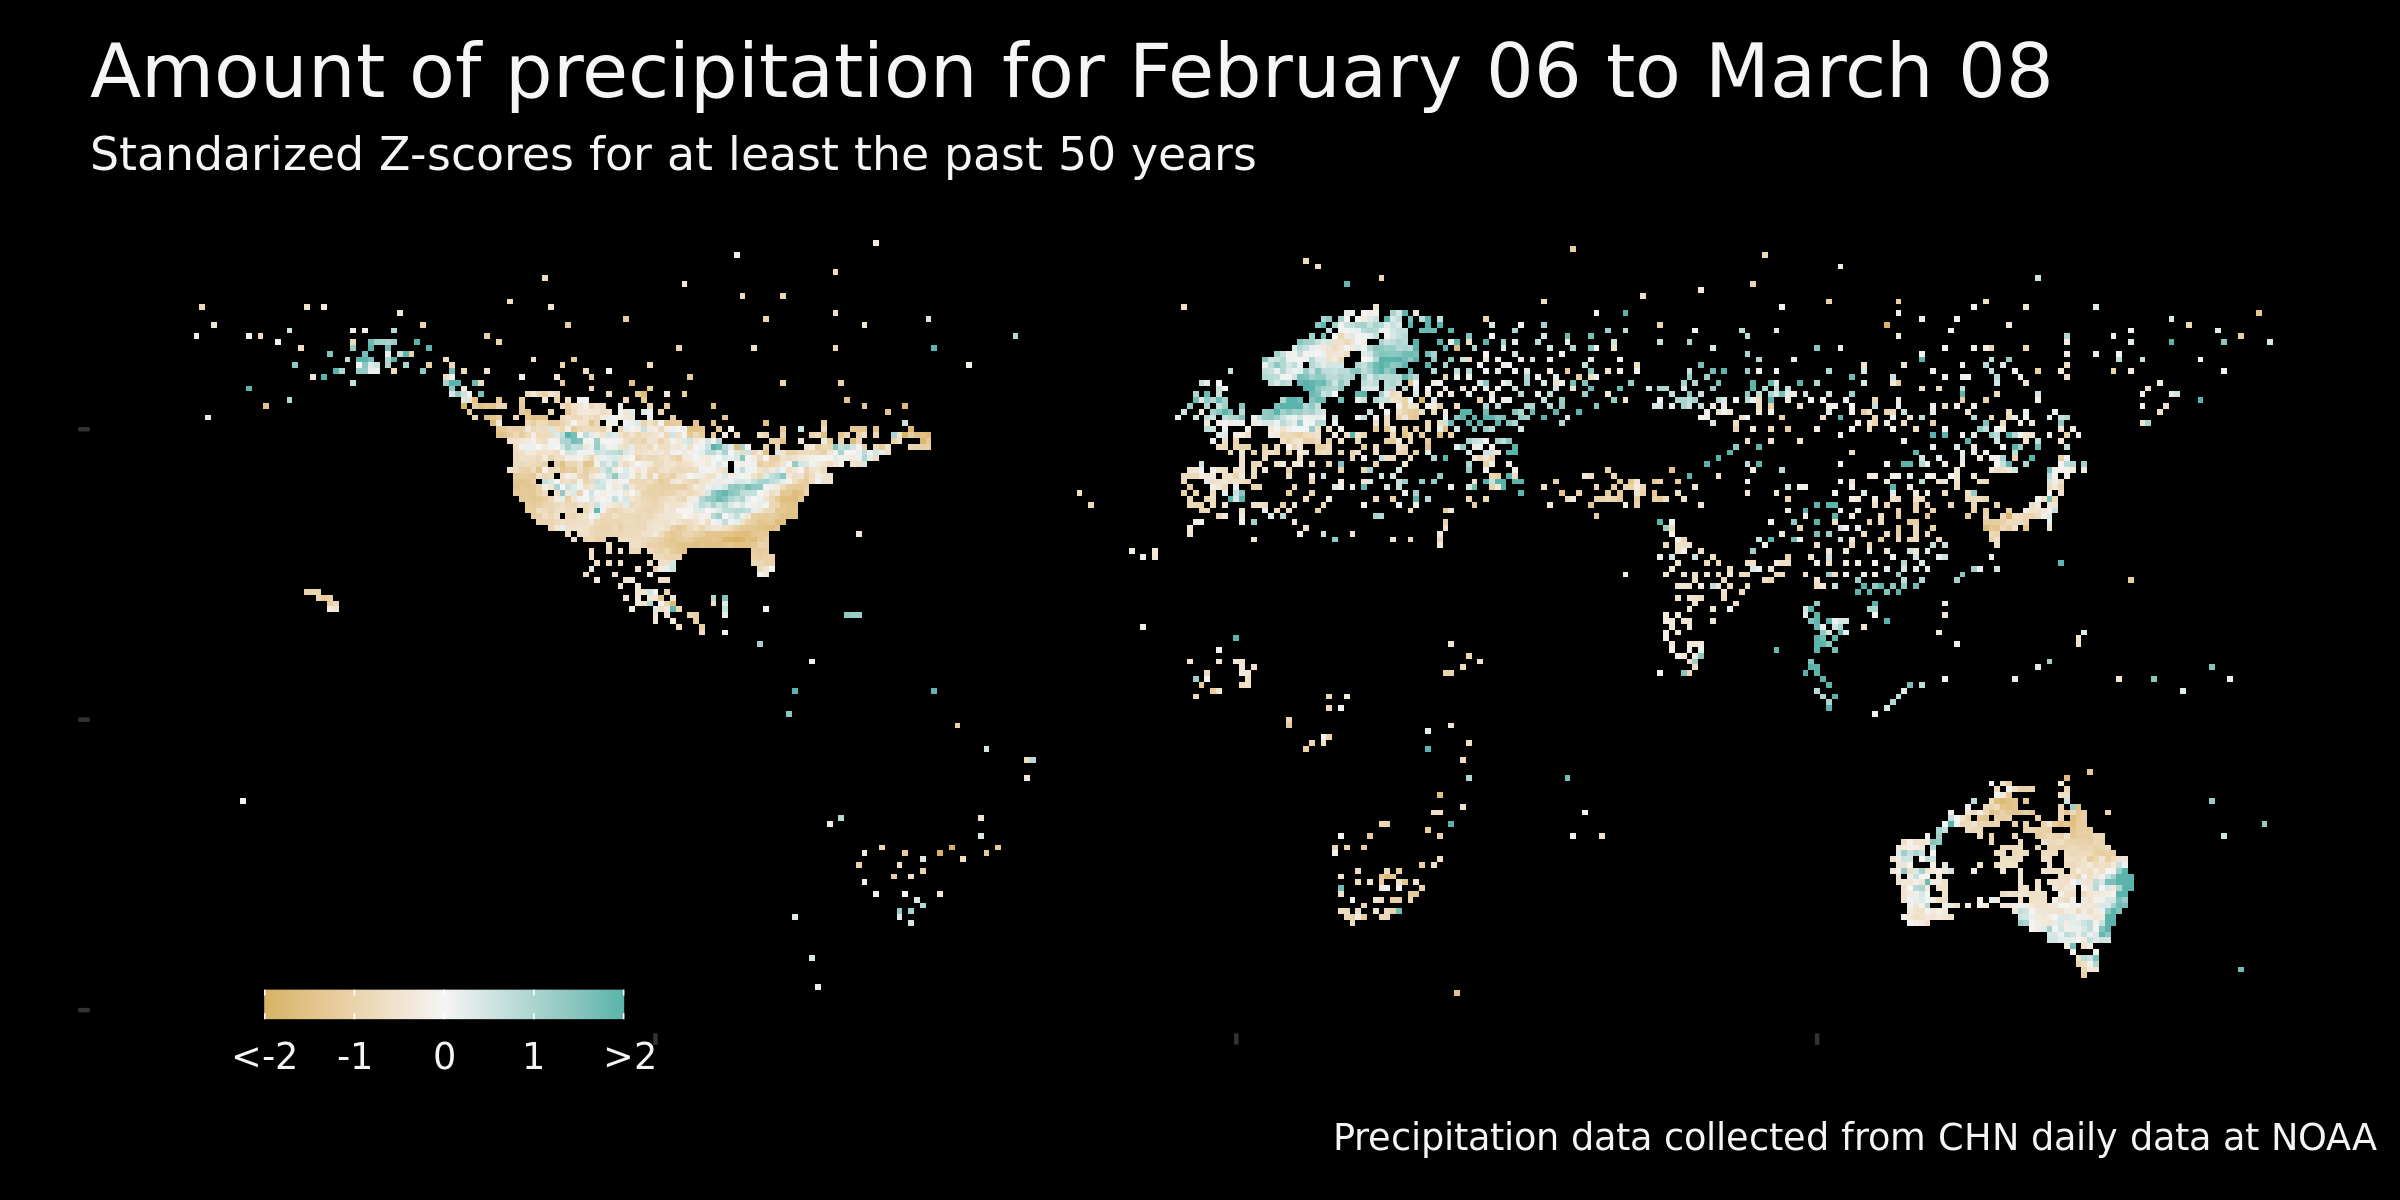 Amount of precipitation for February 06 to March 08
Standarized Z-scores for at least the past 50 years
<-2 -1 0 1 >2
Precipitation data collected from CHN daily data at NOAA